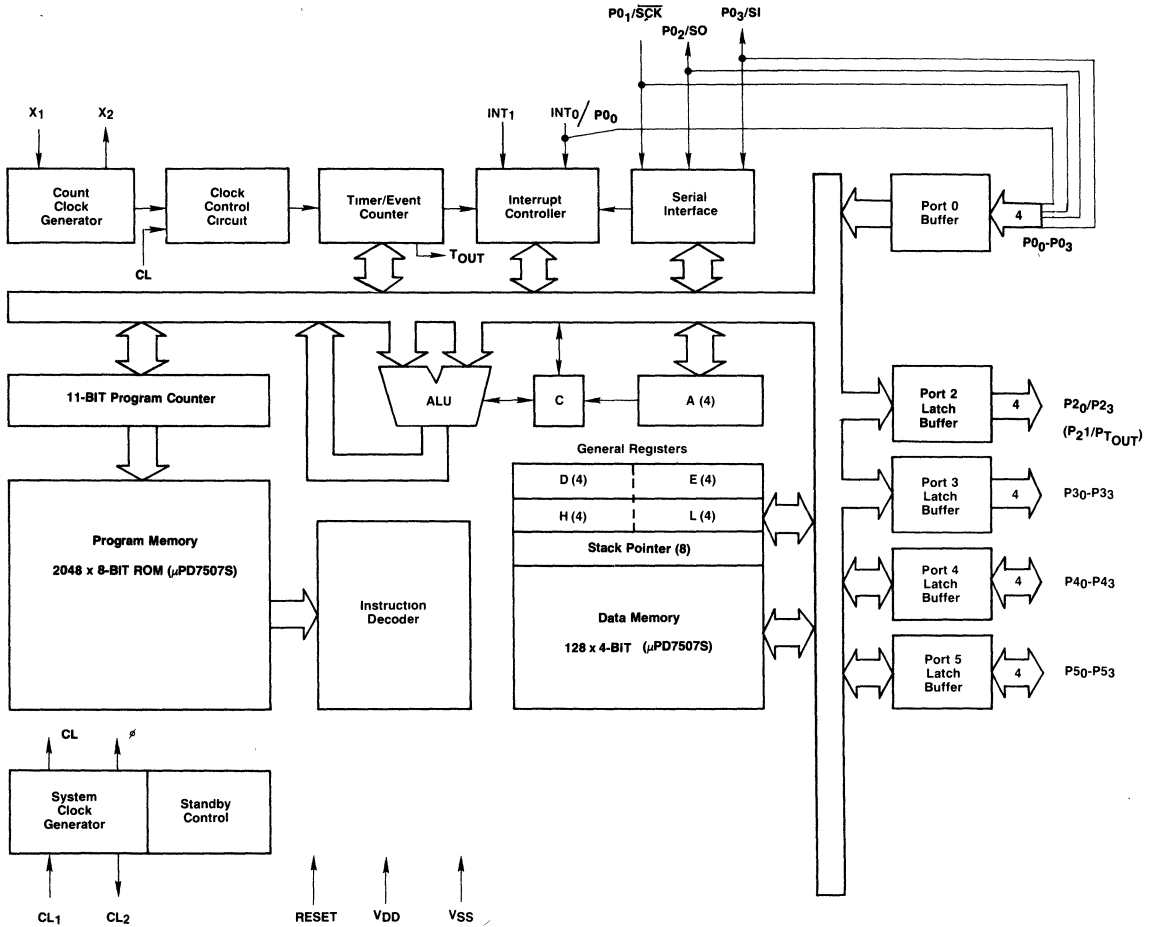 P0₁/S̅C̅K̅
P0₂/SO
P0₃/SI
X₁
X₂
INT₁
INT₀/P0₀
Count
Clock
Generator
Clock
Control
Circuit
Timer/Event
Counter
Interrupt
Controller
Serial
Interface
Port 0
Buffer
4
P0₀-P0₃
CL
TOUT
11-BIT Program Counter
ALU
C
A (4)
Port 2
Latch
Buffer
4
P2₀/P2₃
(P₂1/PTOUT)
General Registers
D (4)
E (4)
H (4)
L (4)
Stack Pointer (8)
Port 3
Latch
Buffer
4
P3₀-P3₃
Program Memory
2048 x 8-BIT ROM (µPD7507S)
Instruction
Decoder
Data Memory
128 x 4-BIT (µPD7507S)
Port 4
Latch
Buffer
4
P4₀-P4₃
Port 5
Latch
Buffer
4
P5₀-P5₃
CL
ø
System
Clock
Generator
Standby
Control
CL₁
CL₂
RESET
VDD
VSS